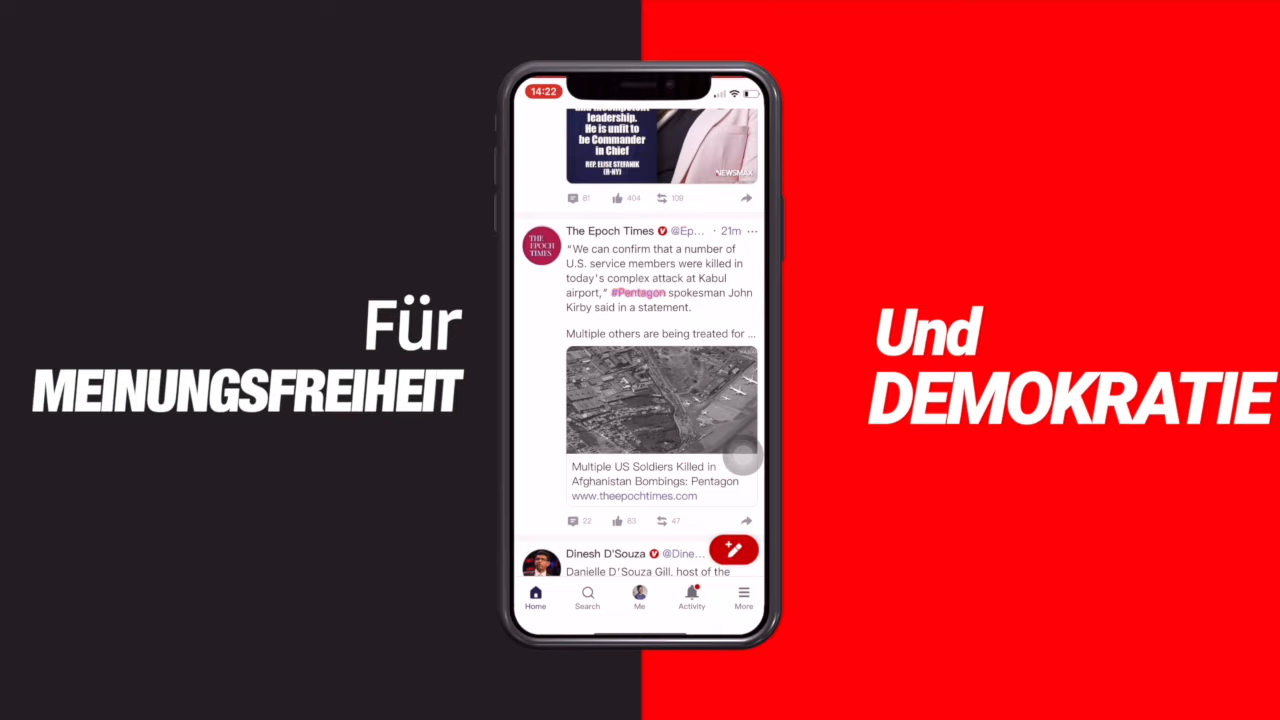 Für
MEINUNGSFREIHEIT
14:22
leadership.
He is unfit to
be Commander
in Chief
REP. ELISE STEFANIK
(R-NY)
NEWSMAX
81 404 109
THE
EPOCH
TIMES
The Epoch Times @Ep... · 21m ...
"We can confirm that a number of
U.S. service members were killed in
today's complex attack at Kabul
airport," #Pentagon spokesman John
Kirby said in a statement.
Multiple others are being treated for ...
Multiple US Soldiers Killed in
Afghanistan Bombings: Pentagon
www.theepochtimes.com
22 83 47
Dinesh D'Souza @Dine...
Danielle D'Souza Gill, host of the
Home Search Me Activity More
Und
DEMOKRATIE